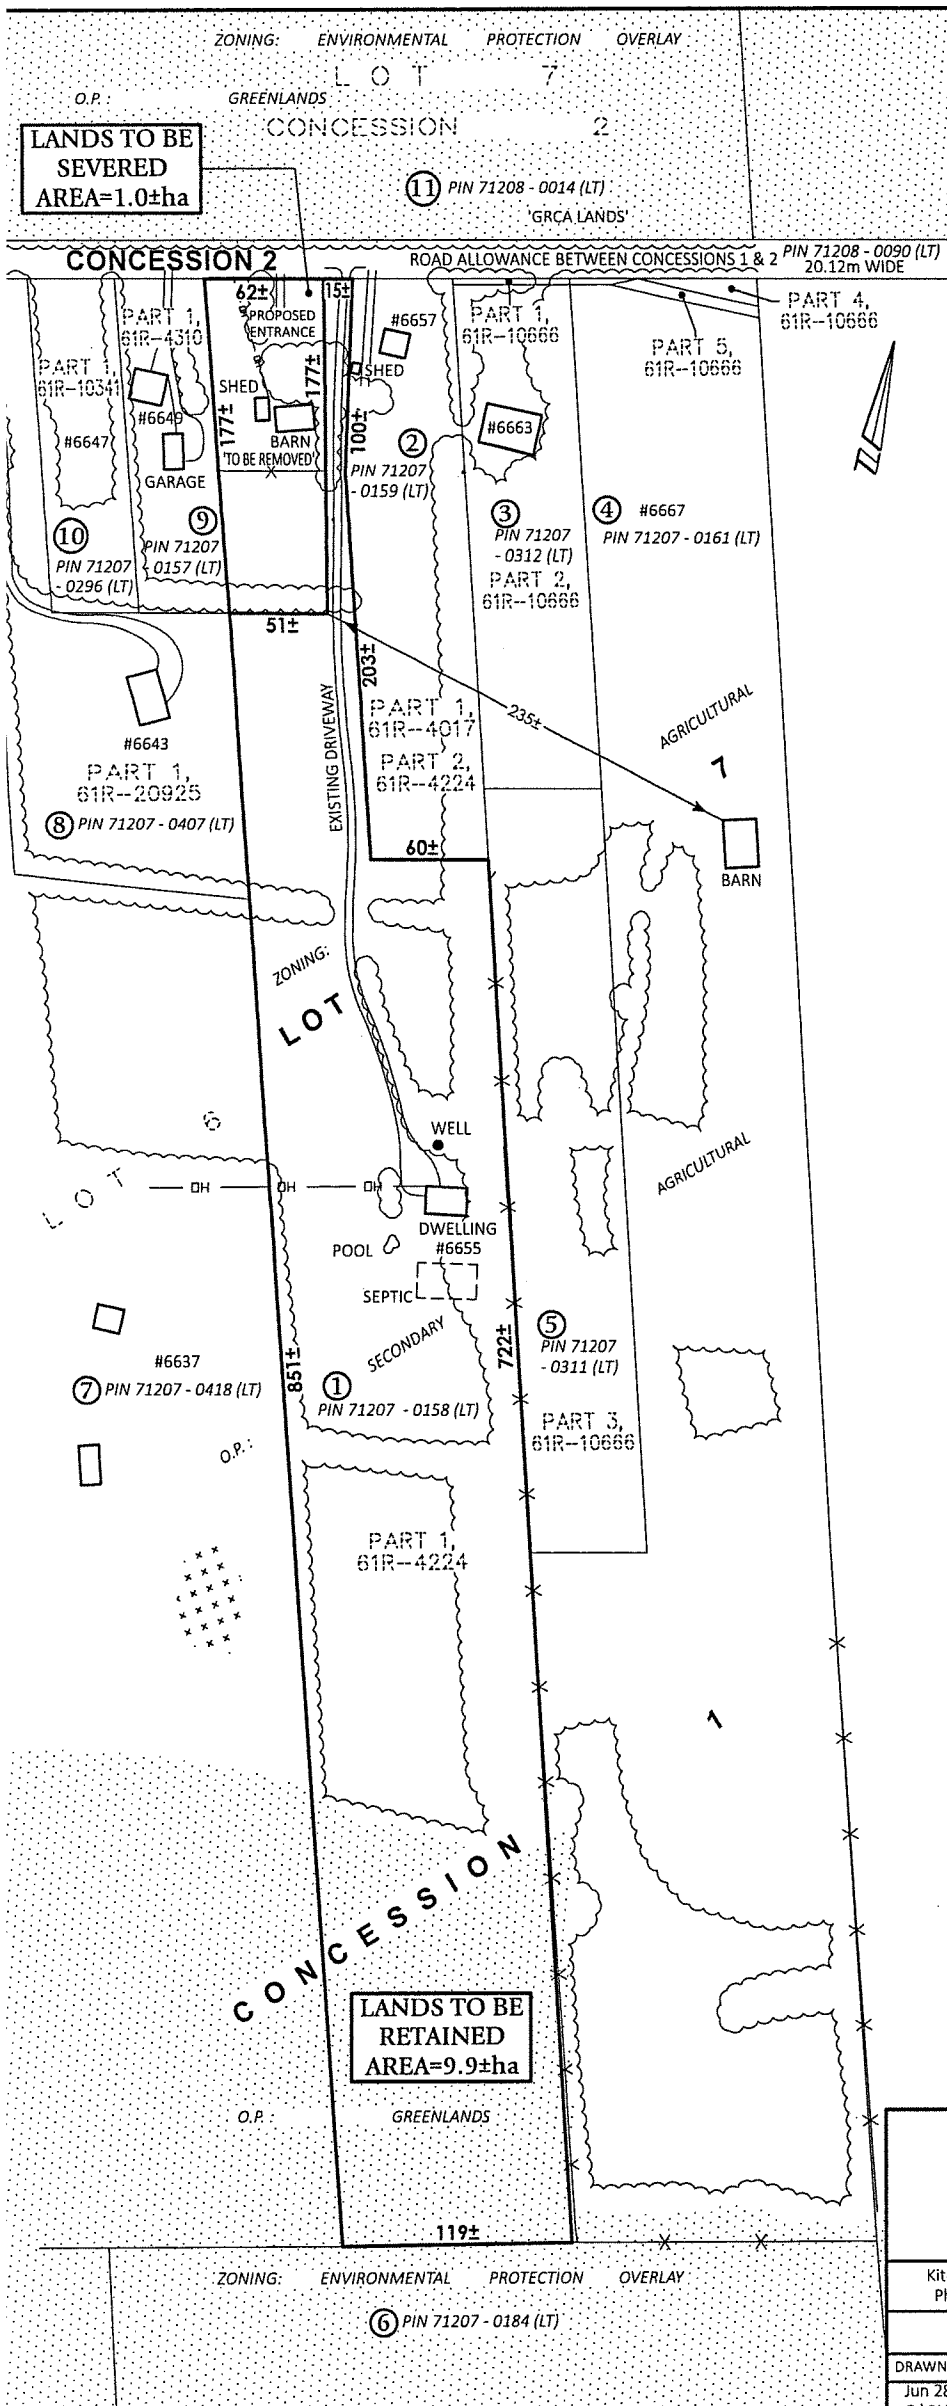 ZONING: ENVIRONMENTAL PROTECTION OVERLAY
LOT 7
O.P.: GREENLANDS
CONCESSION 2
LANDS TO BE
SEVERED
AREA=1.0±ha
11 PIN 71208 - 0014 (LT)
'GRCA LANDS'
CONCESSION 2
ROAD ALLOWANCE BETWEEN CONCESSIONS 1 & 2
PIN 71208 - 0090 (LT)
20.12m WIDE
62±
15±
PROPOSED
ENTRANCE
PART 1,
61R-4310
PART 1,
61R-10341
#6649
#6647
GARAGE
SHED
177±
177±
BARN
'TO BE REMOVED'
#6657
SHED
100±
2
PIN 71207
- 0159 (LT)
PART 1,
61R-10666
#6663
PART 5,
61R-10666
PART 4,
61R-10666
3
PIN 71207
- 0312 (LT)
PART 2,
61R-10666
4 #6667
PIN 71207 - 0161 (LT)
10
PIN 71207
- 0296 (LT)
9
PIN 71207
- 0157 (LT)
51±
203±
235±
EXISTING DRIVEWAY
PART 1,
61R-4017
PART 2,
61R-4224
AGRICULTURAL
7
#6643
PART 1,
61R-20925
8 PIN 71207 - 0407 (LT)
60±
BARN
ZONING:
LOT
LOT 6
WELL
OH OH OH
DWELLING
#6655
POOL
SEPTIC
AGRICULTURAL
SECONDARY
#6637
7 PIN 71207 - 0418 (LT)
851±
722±
1
PIN 71207 - 0158 (LT)
5
PIN 71207
- 0311 (LT)
O.P.:
PART 3,
61R-10666
PART 1,
61R-4224
1
CONCESSION
LANDS TO BE
RETAINED
AREA=9.9±ha
O.P.: GREENLANDS
119±
ZONING: ENVIRONMENTAL PROTECTION OVERLAY
6 PIN 71207 - 0184 (LT)
Kit
Ph
DRAWN
Jun 28